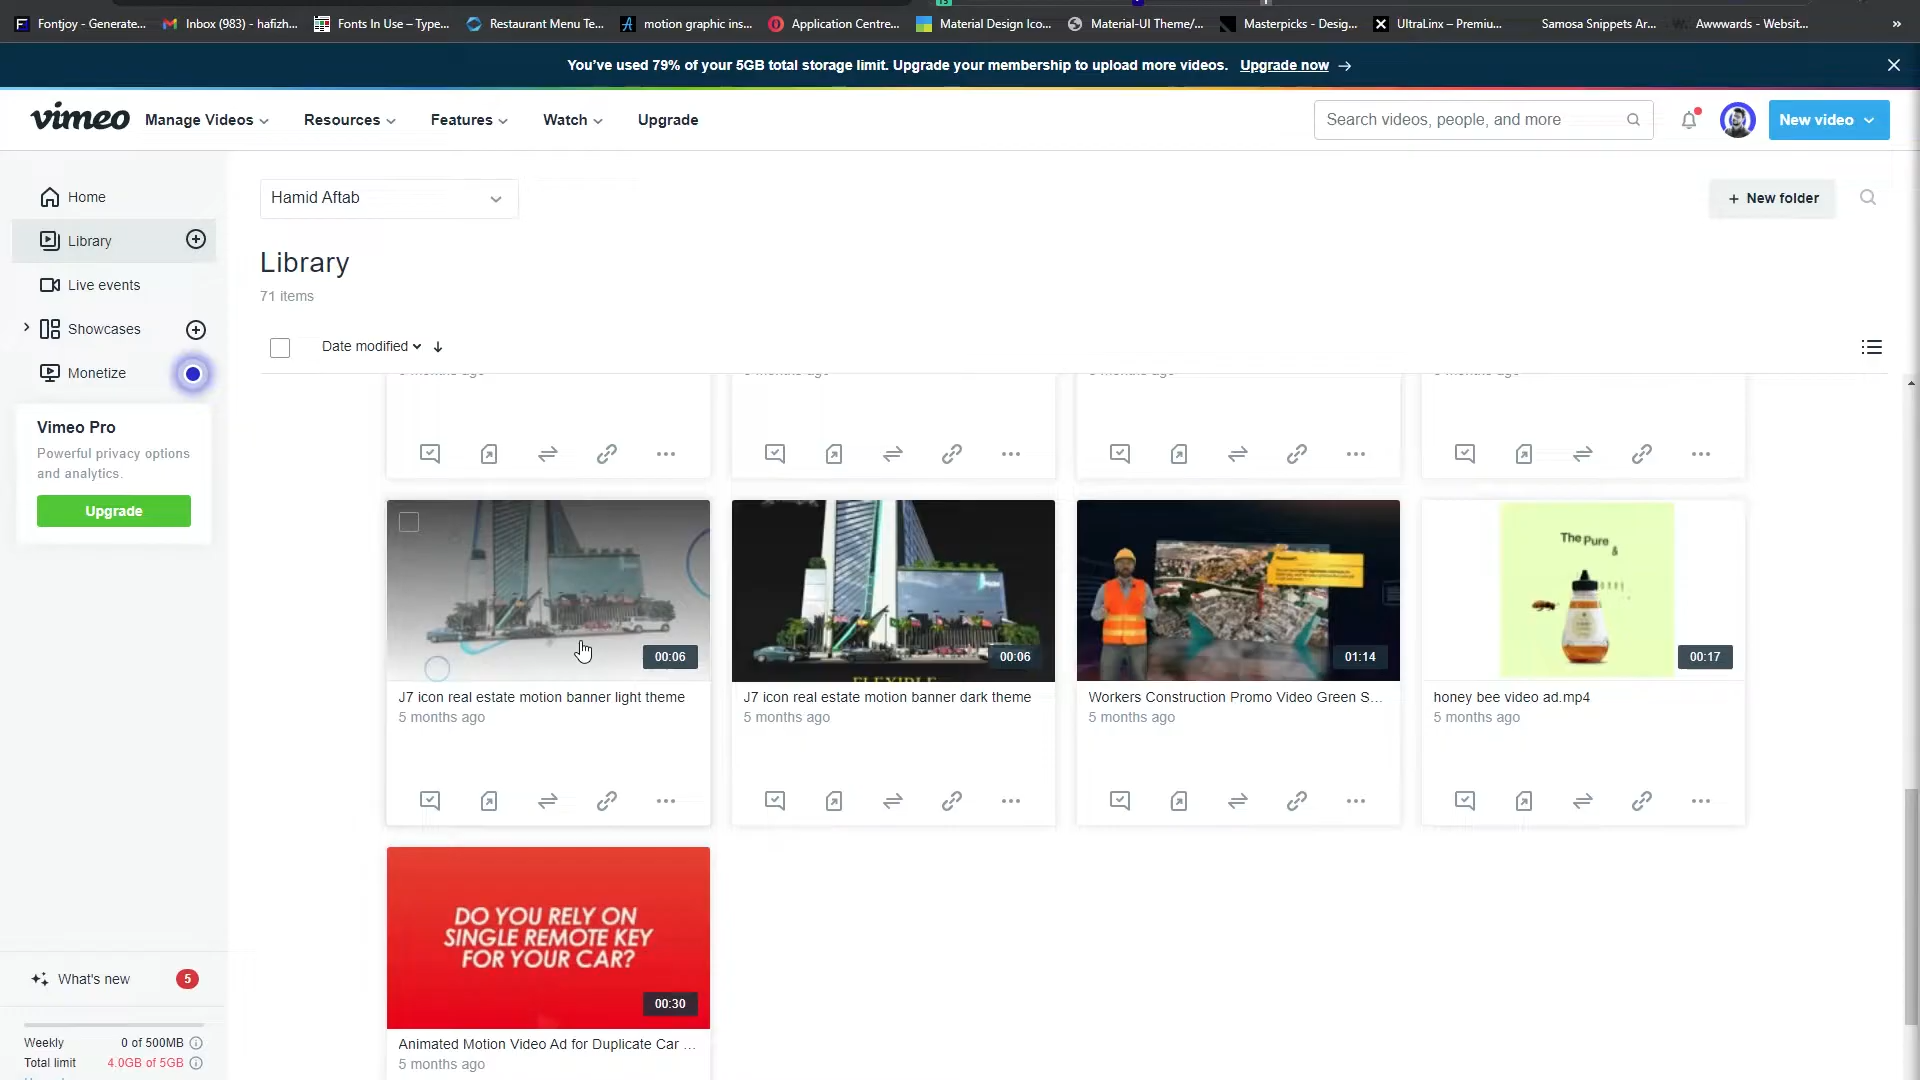 Fontjoy - Generate...
Inbox (983) - hafizh...
Fonts In Use – Type...
Restaurant Menu Te...
motion graphic ins...
Application Centre...
Material Design Ico...
Material-UI Theme/...
Masterpicks - Desig...
UltraLinx – Premiu...
Samosa Snippets Ar...
Awwwards - Websit...
»
You've used 79% of your 5GB total storage limit. Upgrade your membership to upload more videos. Upgrade now →
vimeo
Manage Videos
Resources
Features
Watch
Upgrade
Search videos, people, and more
New video
Home
Library
Live events
Showcases
Monetize
Vimeo Pro
Powerful privacy options
and analytics.
Upgrade
Hamid Aftab
+ New folder
Library
71 items
Date modified
00:06
J7 icon real estate motion banner light theme
5 months ago
FLEXIBLE
00:06
J7 icon real estate motion banner dark theme
5 months ago
01:14
Workers Construction Promo Video Green S...
5 months ago
The Pure
&
00:17
honey bee video ad.mp4
5 months ago
DO YOU RELY ON
SINGLE REMOTE KEY
FOR YOUR CAR?
00:30
Animated Motion Video Ad for Duplicate Car ...
5 months ago
What's new
5
Weekly 0 of 500MB
Total limit 4.0GB of 5GB